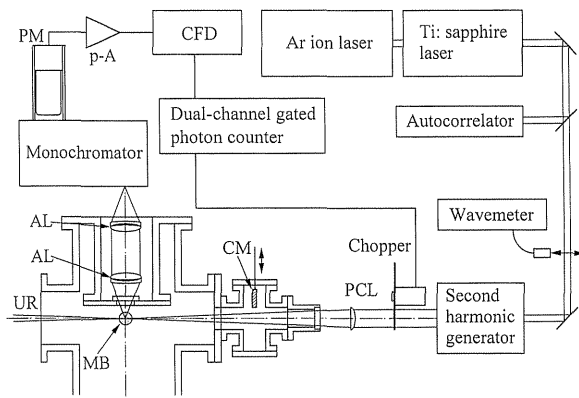 PM
p-A
CFD
Ar ion laser
Ti: sapphire
laser
Dual-channel gated
photon counter
Autocorrelator
Monochromator
Wavemeter
AL
CM
Chopper
AL
PCL
Second
harmonic
generator
UR
MB